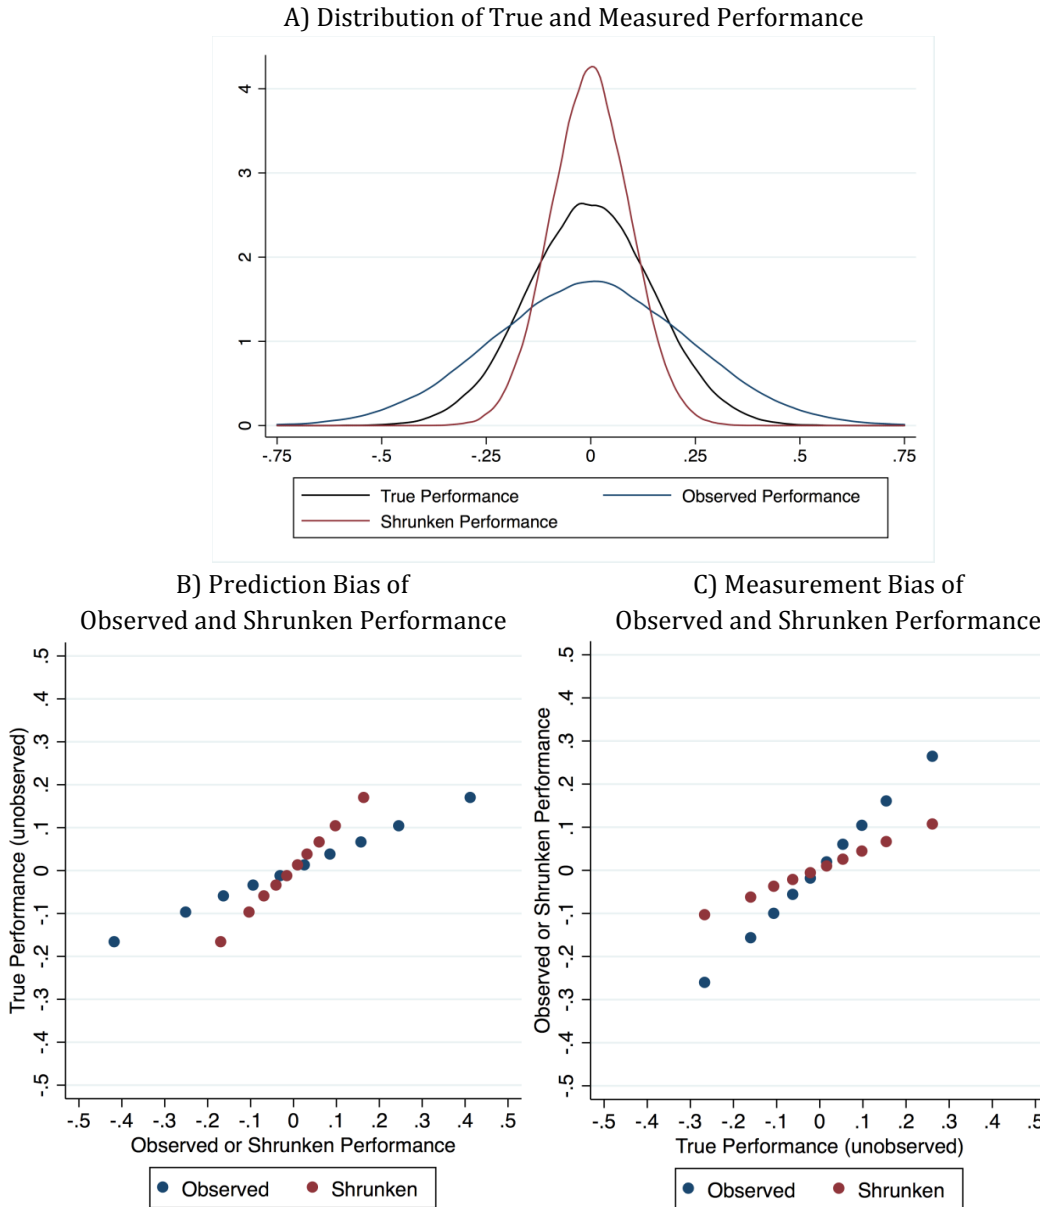 A) Distribution of True and Measured Performance
4
3
2
1
0
-.75 -.5 -.25 0 .25 .5 .75
True Performance Observed Performance
Shrunken Performance
B) Prediction Bias of
Observed and Shrunken Performance
True Performance (unobserved)
.5
.4
.3
.2
.1
0
-.1
-.2
-.3
-.4
-.5
-.5 -.4 -.3 -.2 -.1 0 .1 .2 .3 .4 .5
Observed or Shrunken Performance
Observed Shrunken
C) Measurement Bias of
Observed and Shrunken Performance
Observed or Shrunken Performance
.5
.4
.3
.2
.1
0
-.1
-.2
-.3
-.4
-.5
-.5 -.4 -.3 -.2 -.1 0 .1 .2 .3 .4 .5
True Performance (unobserved)
Observed Shrunken